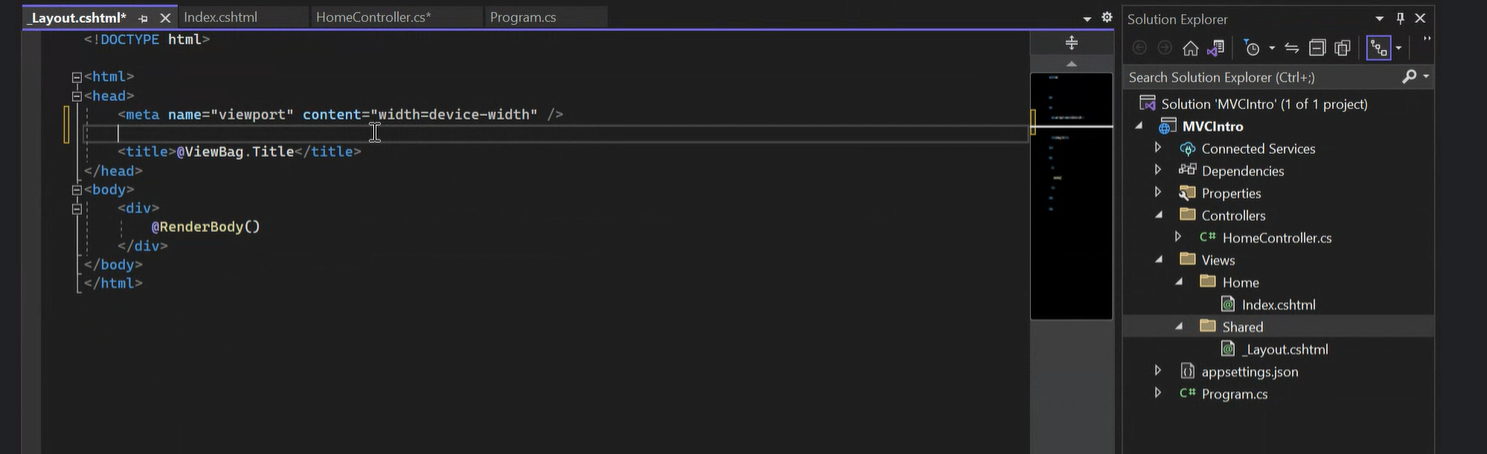 _Layout.cshtml* Index.cshtml HomeController.cs* Program.cs
<!DOCTYPE html>
<html>
<head>
<meta name="viewport" content="width=device-width" />
<title>@ViewBag.Title</title>
</head>
<body>
<div>
@RenderBody()
</div>
</body>
</html>
Solution Explorer
Search Solution Explorer (Ctrl+;)
Solution 'MVCIntro' (1 of 1 project)
MVCIntro
Connected Services
Dependencies
Properties
Controllers
C# HomeController.cs
Views
Home
Index.cshtml
Shared
_Layout.cshtml
appsettings.json
C# Program.cs